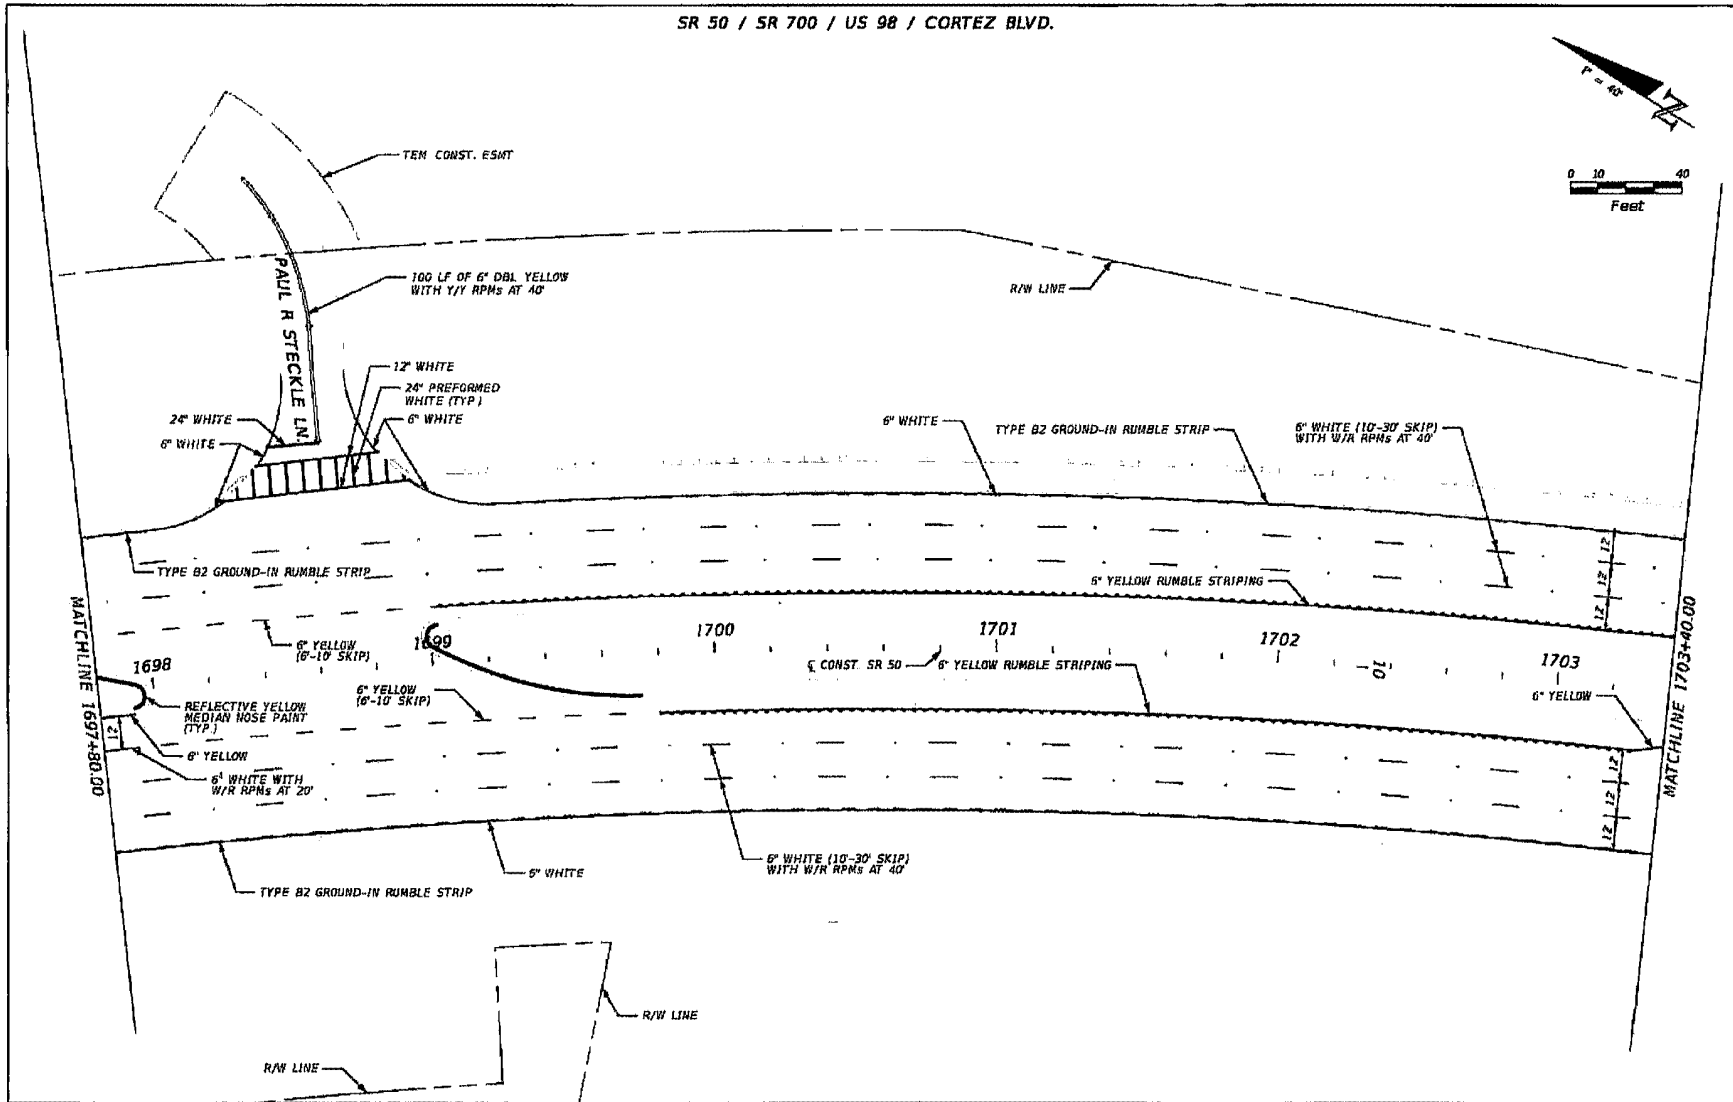 SR 50 / SR 700 / US 98 / CORTEZ BLVD.
1" = 40'
N
0 10 40
Feet
TEM CONST. ESMT
100 LF OF 6" DBL YELLOW
WITH Y/Y RPMs AT 40'
R/W LINE
PAUL R STECKLE LN.
12" WHITE
24" PREFORMED
WHITE (TYP)
6" WHITE
24" WHITE
6" WHITE
6" WHITE
TYPE B2 GROUND-IN RUMBLE STRIP
6" WHITE (10'-30' SKIP)
WITH W/R RPMs AT 40'
TYPE B2 GROUND-IN RUMBLE STRIP
6" YELLOW RUMBLE STRIPING
12
12
12
MATCHLINE 1697+80.00
1698
1699
1700
1701
1702
1703
6" YELLOW
(6'-10' SKIP)
℄ CONST. SR 50
6" YELLOW RUMBLE STRIPING
10'
6" YELLOW
MATCHLINE 1703+40.00
REFLECTIVE YELLOW
MEDIAN NOSE PAINT
(TYP.)
6" YELLOW
(6'-10' SKIP)
12
6" YELLOW
6" WHITE WITH
W/R RPMs AT 20'
12
12
12
6" WHITE (10'-30' SKIP)
WITH W/R RPMs AT 40'
6" WHITE
TYPE B2 GROUND-IN RUMBLE STRIP
R/W LINE
R/W LINE